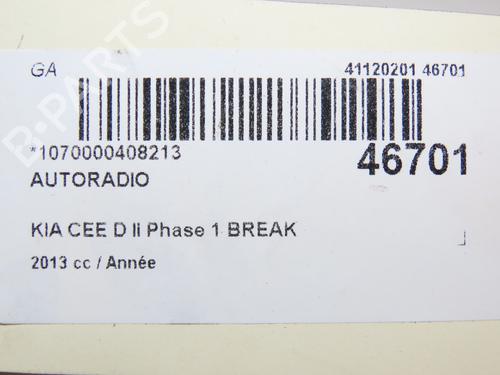 GA 41120201 46701
*1070000408213 46701
AUTORADIO
KIA CEE D Ii Phase 1 BREAK
2013 cc / Année
B-PARTS